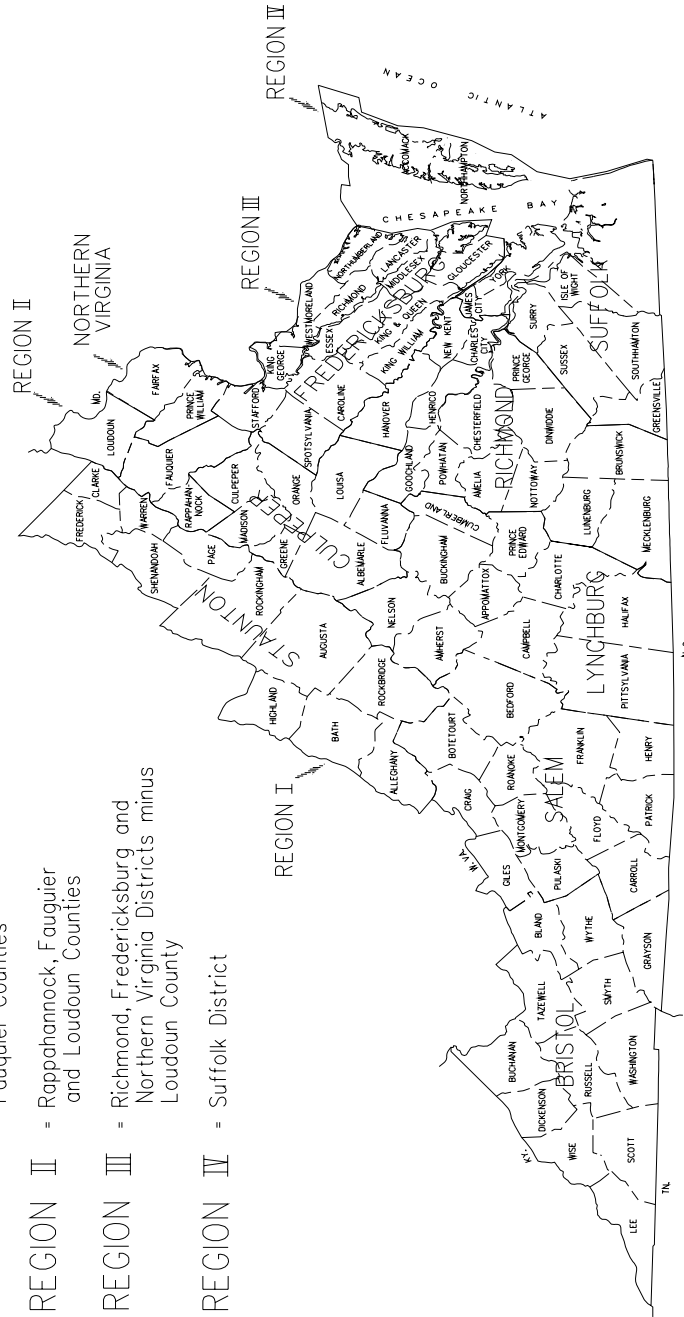 Fauquier Counties
REGION II = Rappahannock, Fauquier
and Loudoun Counties
REGION III = Richmond, Fredericksburg and
Northern Virginia Districts minus
Loudoun County
REGION IV = Suffolk District
REGION II
NORTHERN
VIRGINIA
REGION III
REGION IV
REGION I
ATLANTIC OCEAN
CHESAPEAKE BAY
MD.
W. VA.
KY.
TN.
STAUNTON
CULPEPER
FREDERICKSBURG
RICHMOND
SUFFOLK
LYNCHBURG
SALEM
BRISTOL
FREDERICK
CLARKE
LOUDOUN
FAIRFAX
WARREN
FAUQUIER
PRINCE
WILLIAM
SHENANDOAH
RAPPAHAN
NOCK
PAGE
CULPEPER
STAFFORD
KING
GEORGE
WESTMORELAND
NORTHUMBERLAND
ROCKINGHAM
MADISON
GREENE
ORANGE
SPOTSYLVANIA
CAROLINE
ESSEX
RICHMOND
LANCASTER
MIDDLESEX
ACCOMACK
NORTHAMPTON
HIGHLAND
AUGUSTA
ALBEMARLE
LOUISA
HANOVER
KING WILLIAM
KING & QUEEN
GLOUCESTER
BATH
ROCKBRIDGE
NELSON
FLUVANNA
GOOCHLAND
HENRICO
NEW KENT
CHARLES
CITY
JAMES
CITY
YORK
ALLEGHANY
BOTETOURT
AMHERST
BUCKINGHAM
CUMBERLAND
POWHATAN
CHESTERFIELD
AMELIA
PRINCE
GEORGE
SURRY
ISLE OF
WIGHT
CRAIG
ROANOKE
BEDFORD
CAMPBELL
APPOMATTOX
PRINCE
EDWARD
NOTTOWAY
DINWIDDIE
SUSSEX
SOUTHHAMTON
GREENSVILLE
CHARLOTTE
LUNENBURG
BRUNSWICK
MECKLENBURG
HALIFAX
PITTSYLVANIA
FRANKLIN
HENRY
PATRICK
FLOYD
MONTGOMERY
GILES
PULASKI
CARROLL
BLAND
WYTHE
GRAYSON
TAZEWELL
SMYTH
WASHINGTON
BUCHANAN
DICKENSON
RUSSELL
WISE
SCOTT
LEE